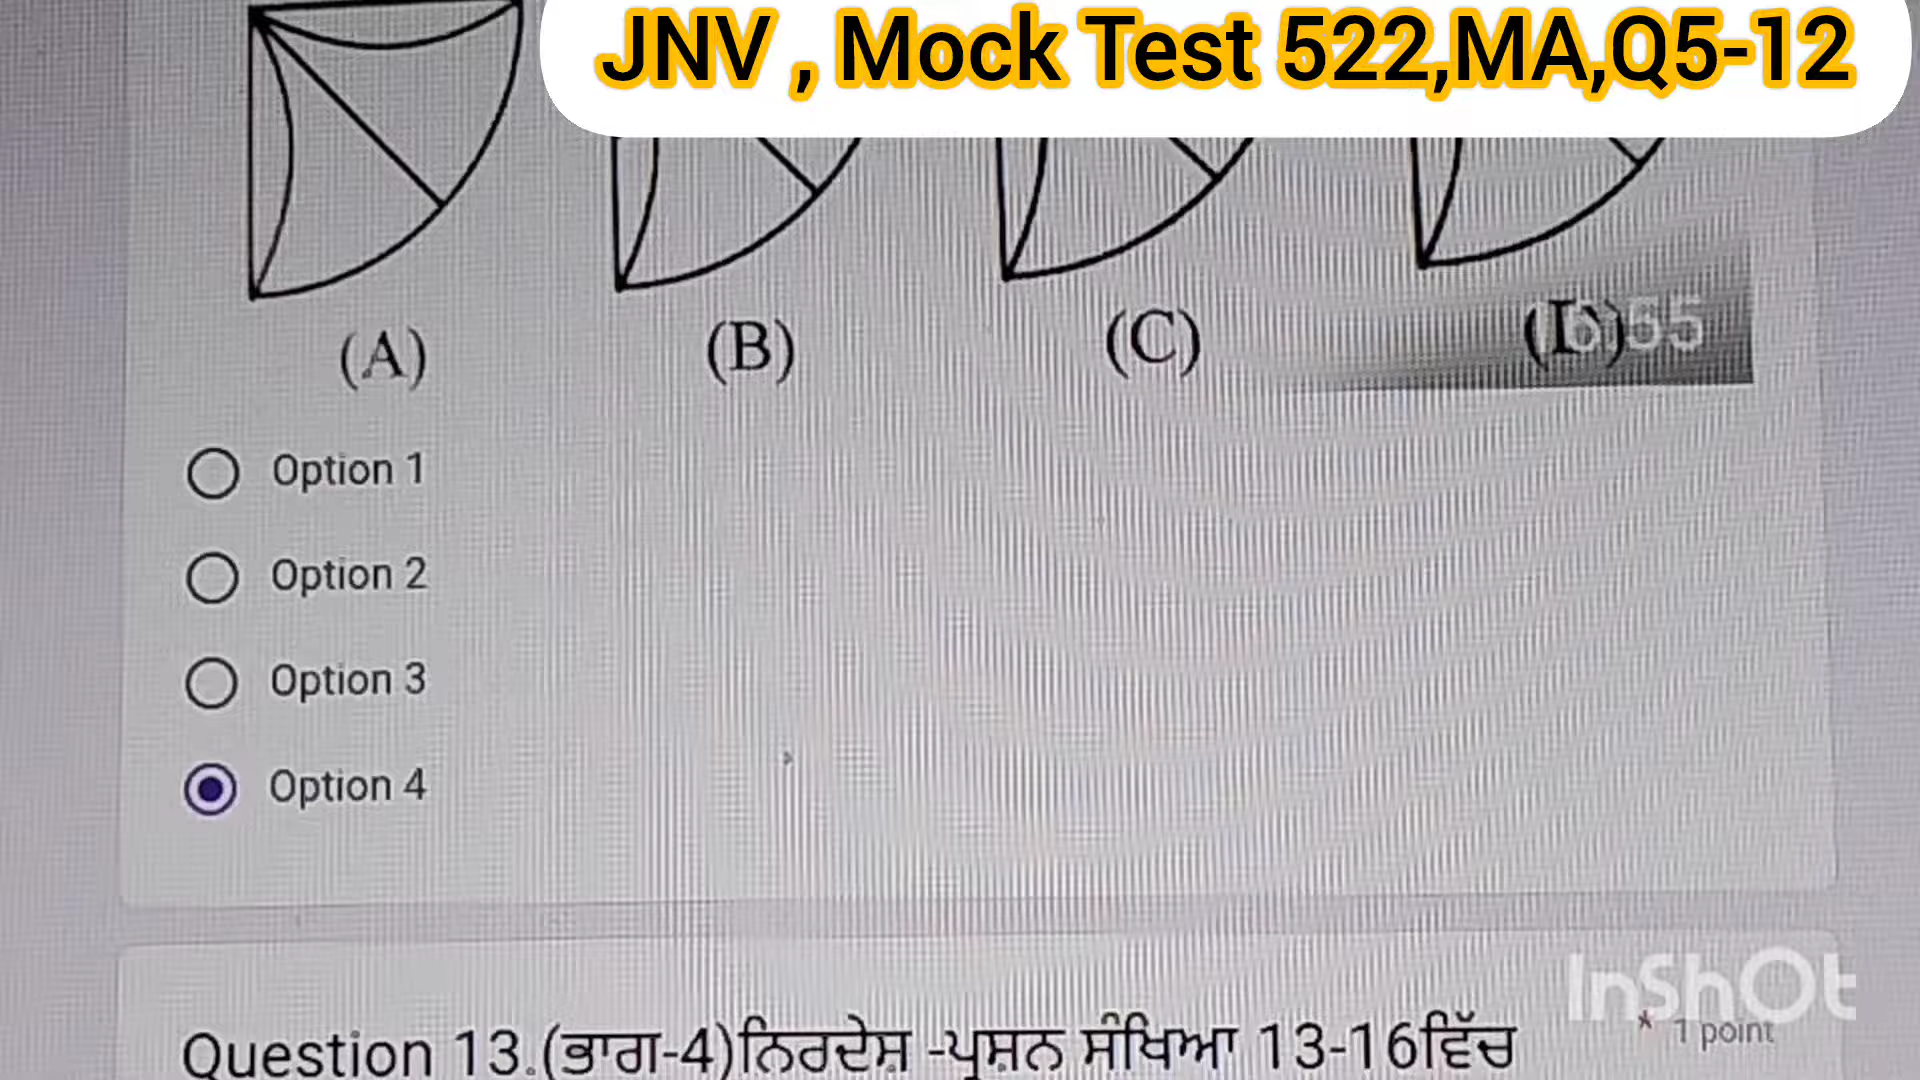 JNV , Mock Test 522,MA,Q5-12
(A) (B) (C) (D)
Option 1
Option 2
Option 3
Option 4
InShOt
Question 13.(ਭਾਗ-4)ਨਿਰਦੇਸ਼ -ਪ੍ਰਸ਼ਨ ਸੰਖਿਆ 13-16ਵਿੱਚ * 1 point